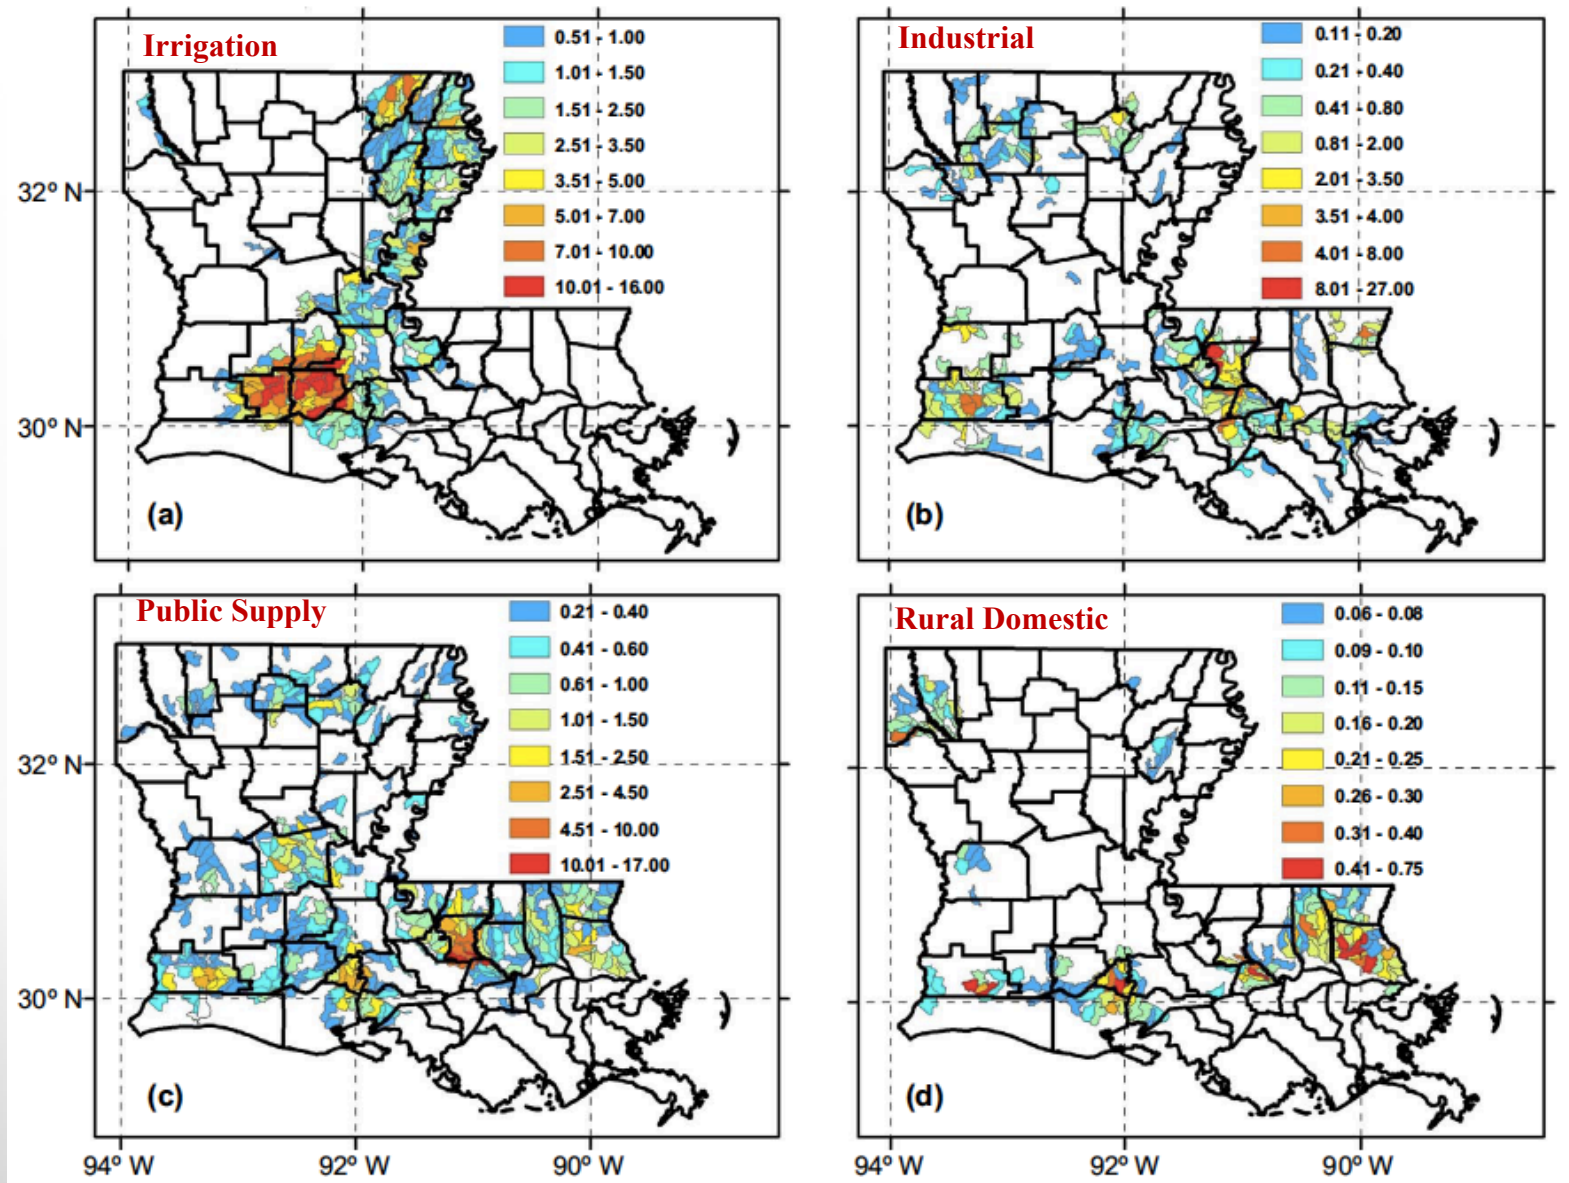 Irrigation
0.51 - 1.00
1.01 - 1.50
1.51 - 2.50
2.51 - 3.50
3.51 - 5.00
5.01 - 7.00
7.01 - 10.00
10.01 - 16.00
32° N
30° N
(a)
Industrial
0.11 - 0.20
0.21 - 0.40
0.41 - 0.80
0.81 - 2.00
2.01 - 3.50
3.51 - 4.00
4.01 - 8.00
8.01 - 27.00
(b)
Public Supply
0.21 - 0.40
0.41 - 0.60
0.61 - 1.00
1.01 - 1.50
1.51 - 2.50
2.51 - 4.50
4.51 - 10.00
10.01 - 17.00
32° N
30° N
(c)
94° W
92° W
90° W
Rural Domestic
0.06 - 0.08
0.09 - 0.10
0.11 - 0.15
0.16 - 0.20
0.21 - 0.25
0.26 - 0.30
0.31 - 0.40
0.41 - 0.75
(d)
94° W
92° W
90° W